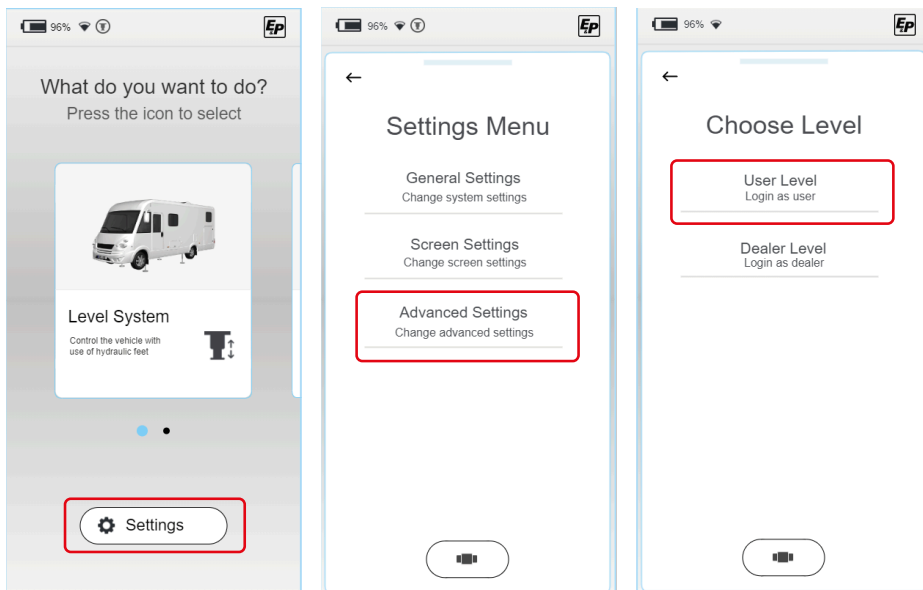 96%
EP
What do you want to do?
Press the icon to select
Level System
Control the vehicle with
use of hydraulic feet
Settings
96%
EP
Settings Menu
General Settings
Change system settings
Screen Settings
Change screen settings
Advanced Settings
Change advanced settings
96%
EP
Choose Level
User Level
Login as user
Dealer Level
Login as dealer